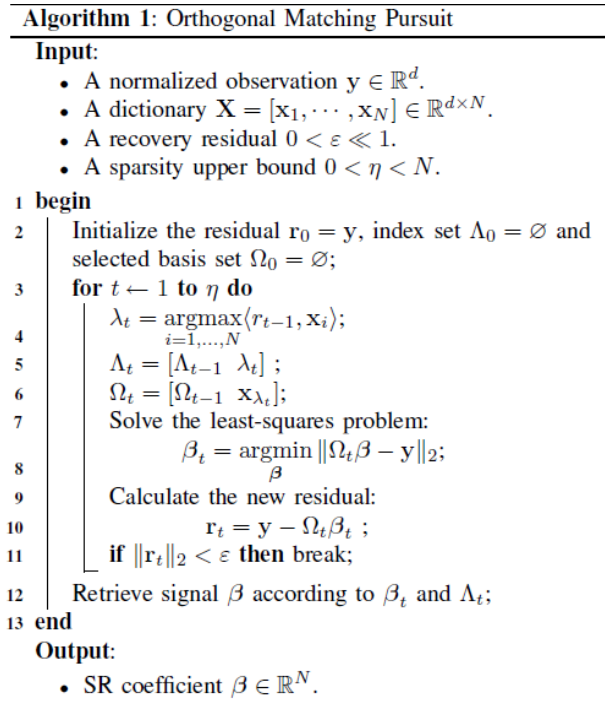 Algorithm 1: Orthogonal Matching Pursuit
Input:
• A normalized observation y ∈ ℝ^d.
• A dictionary X = [x_1, ··· , x_N] ∈ ℝ^{d×N}.
• A recovery residual 0 < ε ≪ 1.
• A sparsity upper bound 0 < η < N.
1 begin
2 Initialize the residual r_0 = y, index set Λ_0 = ∅ and
selected basis set Ω_0 = ∅;
3 for t ← 1 to η do
4 λ_t = argmax_{i=1,...,N} ⟨r_{t−1}, x_i⟩;
5 Λ_t = [Λ_{t−1} λ_t] ;
6 Ω_t = [Ω_{t−1} x_{λ_t}];
7 Solve the least-squares problem:
8 β_t = argmin_β ‖Ω_tβ − y‖_2;
9 Calculate the new residual:
10 r_t = y − Ω_tβ_t ;
11 if ‖r_t‖_2 < ε then break;
12 Retrieve signal β according to β_t and Λ_t;
13 end
Output:
• SR coefficient β ∈ ℝ^N.